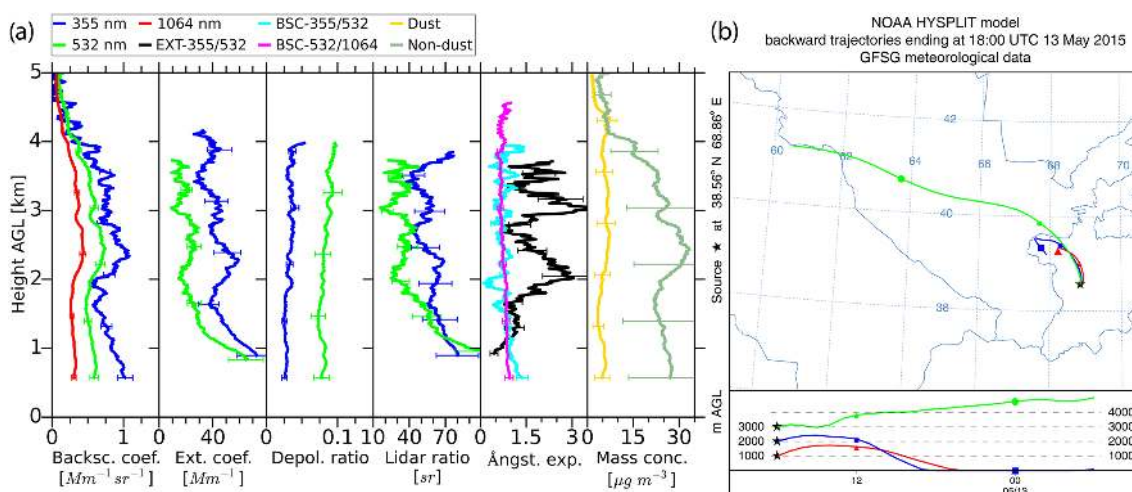 (a)
355 nm 1064 nm BSC-355/532 Dust
532 nm EXT-355/532 BSC-532/1064 Non-dust
Height AGL [km]
5
4
3
2
1
0
0 1
Backsc. coef.
[Mm⁻¹ sr⁻¹]
0 40
Ext. coef.
[Mm⁻¹]
0 0.1
Depol. ratio
10 40 70 100
Lidar ratio
[sr]
0 1.5 3
Ångst. exp.
0 15 30
Mass conc.
[μg m⁻³]
(b)
NOAA HYSPLIT model
backward trajectories ending at 18:00 UTC 13 May 2015
GFSG meteorological data
Source ★ at 38.56° N 68.86° E
42
60 62 64 66 68 70
40
38
m AGL
3000
2000
1000
4000
3000
2000
1000
12 00
05/13